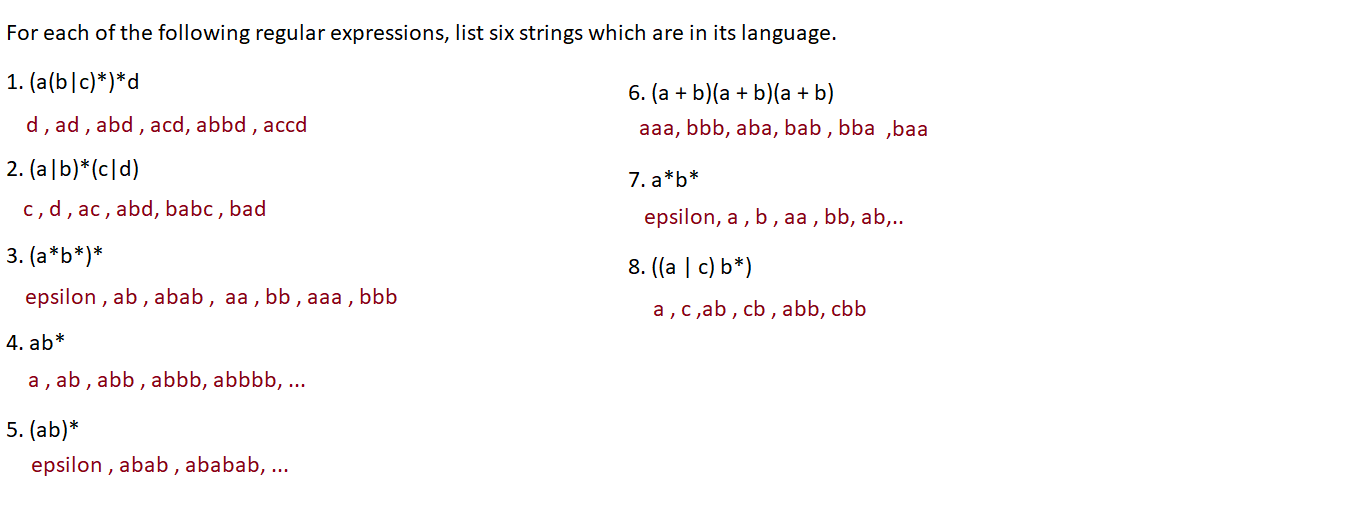 For each of the following regular expressions, list six strings which are in its language.
1. (a(b|c)*)*d
d , ad , abd , acd, abbd , accd
2. (a|b)*(c|d)
c , d , ac , abd, babc , bad
3. (a*b*)*
epsilon , ab , abab , aa , bb , aaa , bbb
4. ab*
a , ab , abb , abbb, abbbb, ...
5. (ab)*
epsilon , abab , ababab, ...
6. (a + b)(a + b)(a + b)
aaa, bbb, aba, bab , bba ,baa
7. a*b*
epsilon, a , b , aa , bb, ab,..
8. ((a | c) b*)
a , c ,ab , cb , abb, cbb